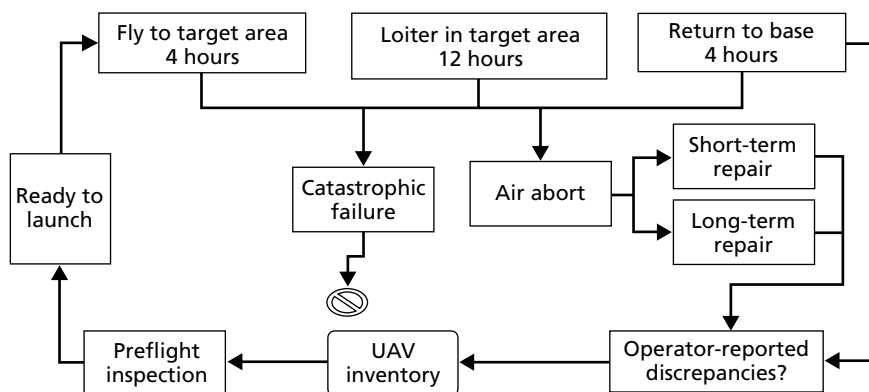 Fly to target area
4 hours
Loiter in target area
12 hours
Return to base
4 hours
Ready to
launch
Catastrophic
failure
Air abort
Short-term
repair
Long-term
repair
Preflight
inspection
UAV
inventory
Operator-reported
discrepancies?